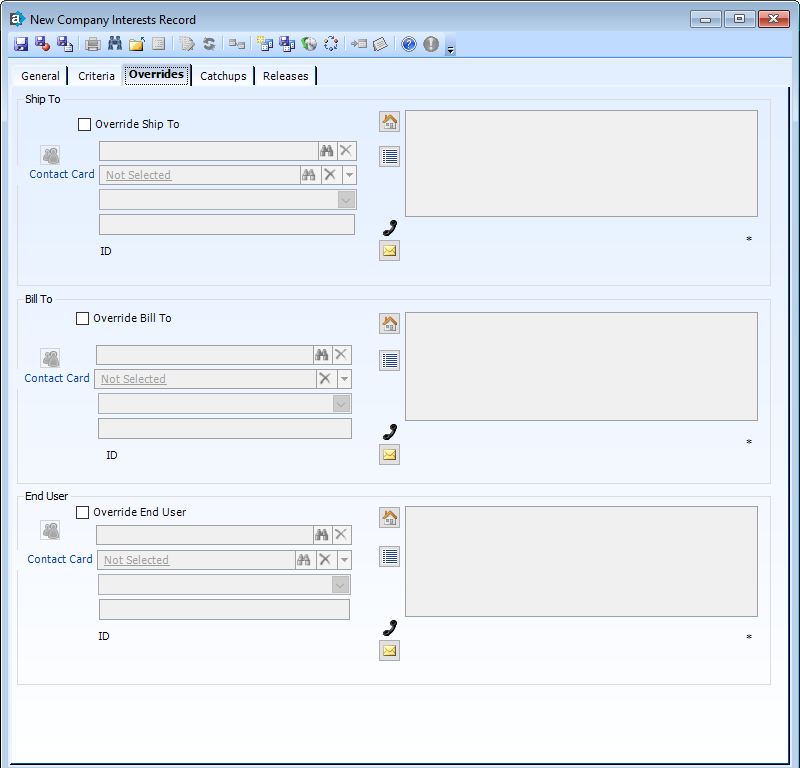 New Company Interests Record
General Criteria Overrides Catchups Releases
Ship To
Override Ship To
Contact Card Not Selected
*
ID
Bill To
Override Bill To
Contact Card Not Selected
*
ID
End User
Override End User
Contact Card Not Selected
ID *